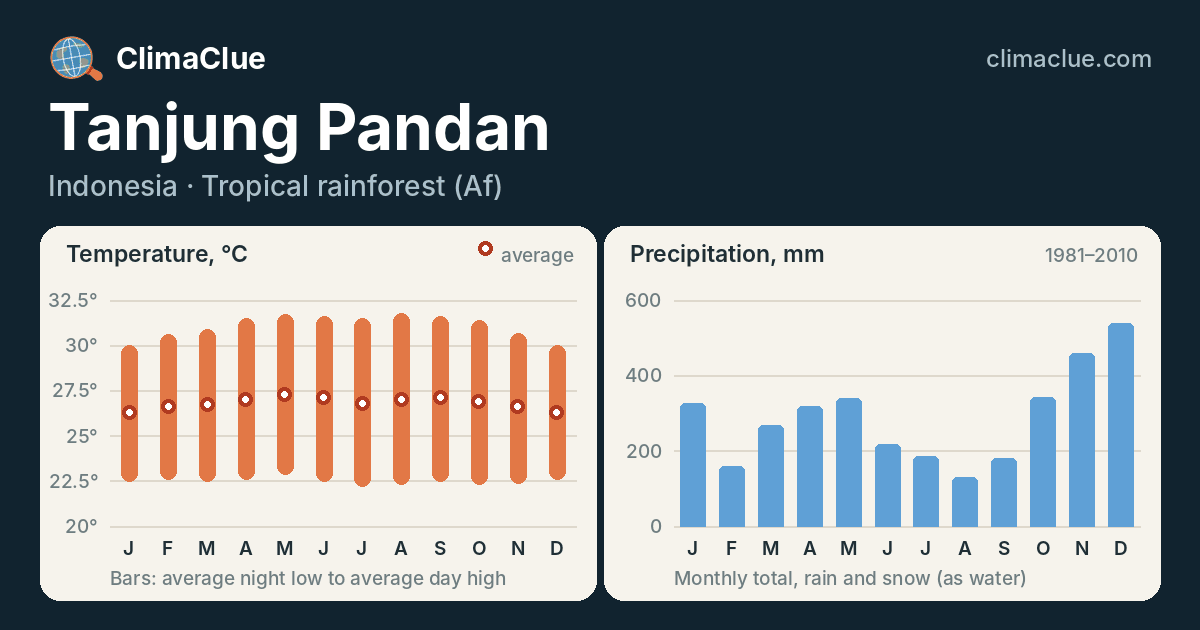 ClimaClue
climaclue.com
Tanjung Pandan
Indonesia · Tropical rainforest (Af)
Temperature, °C
average
32.5°
30°
27.5°
25°
22.5°
20°
J F M A M J J A S O N D
Bars: average night low to average day high
Precipitation, mm
1981–2010
600
400
200
0
J F M A M J J A S O N D
Monthly total, rain and snow (as water)